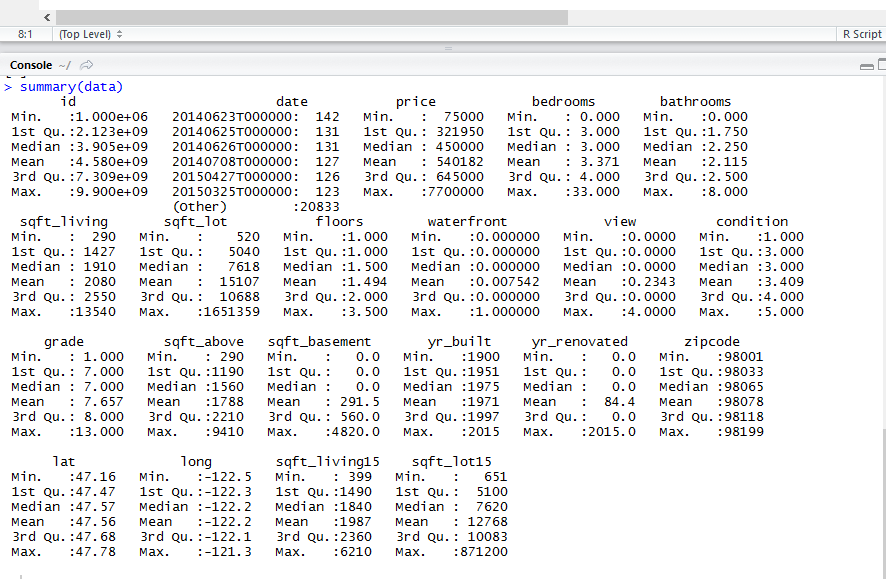 8:1 (Top Level) R Script
Console ~/
> summary(data)
id date price bedrooms bathrooms
Min. :1.000e+06 20140623T000000: 142 Min. : 75000 Min. : 0.000 Min. :0.000
1st Qu.:2.123e+09 20140625T000000: 131 1st Qu.: 321950 1st Qu.: 3.000 1st Qu.:1.750
Median :3.905e+09 20140626T000000: 131 Median : 450000 Median : 3.000 Median :2.250
Mean :4.580e+09 20140708T000000: 127 Mean : 540182 Mean : 3.371 Mean :2.115
3rd Qu.:7.309e+09 20150427T000000: 126 3rd Qu.: 645000 3rd Qu.: 4.000 3rd Qu.:2.500
Max. :9.900e+09 20150325T000000: 123 Max. :7700000 Max. :33.000 Max. :8.000
(Other) :20833
sqft_living sqft_lot floors waterfront view condition
Min. : 290 Min. : 520 Min. :1.000 Min. :0.000000 Min. :0.0000 Min. :1.000
1st Qu.: 1427 1st Qu.: 5040 1st Qu.:1.000 1st Qu.:0.000000 1st Qu.:0.0000 1st Qu.:3.000
Median : 1910 Median : 7618 Median :1.500 Median :0.000000 Median :0.0000 Median :3.000
Mean : 2080 Mean : 15107 Mean :1.494 Mean :0.007542 Mean :0.2343 Mean :3.409
3rd Qu.: 2550 3rd Qu.: 10688 3rd Qu.:2.000 3rd Qu.:0.000000 3rd Qu.:0.0000 3rd Qu.:4.000
Max. :13540 Max. :1651359 Max. :3.500 Max. :1.000000 Max. :4.0000 Max. :5.000
grade sqft_above sqft_basement yr_built yr_renovated zipcode
Min. : 1.000 Min. : 290 Min. : 0.0 Min. :1900 Min. : 0.0 Min. :98001
1st Qu.: 7.000 1st Qu.:1190 1st Qu.: 0.0 1st Qu.:1951 1st Qu.: 0.0 1st Qu.:98033
Median : 7.000 Median :1560 Median : 0.0 Median :1975 Median : 0.0 Median :98065
Mean : 7.657 Mean :1788 Mean : 291.5 Mean :1971 Mean : 84.4 Mean :98078
3rd Qu.: 8.000 3rd Qu.:2210 3rd Qu.: 560.0 3rd Qu.:1997 3rd Qu.: 0.0 3rd Qu.:98118
Max. :13.000 Max. :9410 Max. :4820.0 Max. :2015 Max. :2015.0 Max. :98199
lat long sqft_living15 sqft_lot15
Min. :47.16 Min. :-122.5 Min. : 399 Min. : 651
1st Qu.:47.47 1st Qu.:-122.3 1st Qu.:1490 1st Qu.: 5100
Median :47.57 Median :-122.2 Median :1840 Median : 7620
Mean :47.56 Mean :-122.2 Mean :1987 Mean : 12768
3rd Qu.:47.68 3rd Qu.:-122.1 3rd Qu.:2360 3rd Qu.: 10083
Max. :47.78 Max. :-121.3 Max. :6210 Max. :871200